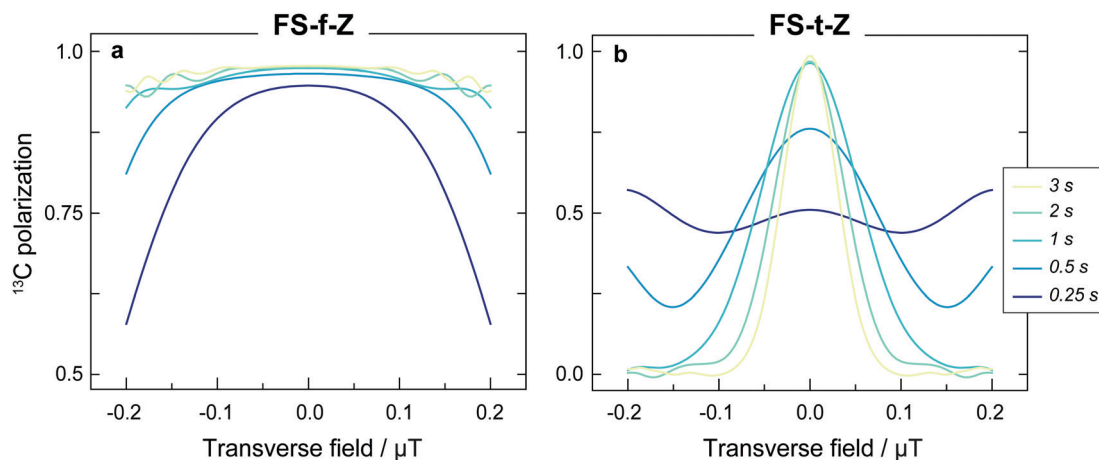 FS-f-Z
FS-t-Z
a
b
1.0
0.75
0.5
1.0
0.5
0.0
¹³C polarization
-0.2
-0.1
0.0
0.1
0.2
-0.2
-0.1
0.0
0.1
0.2
Transverse field / µT
Transverse field / µT
3 s
2 s
1 s
0.5 s
0.25 s